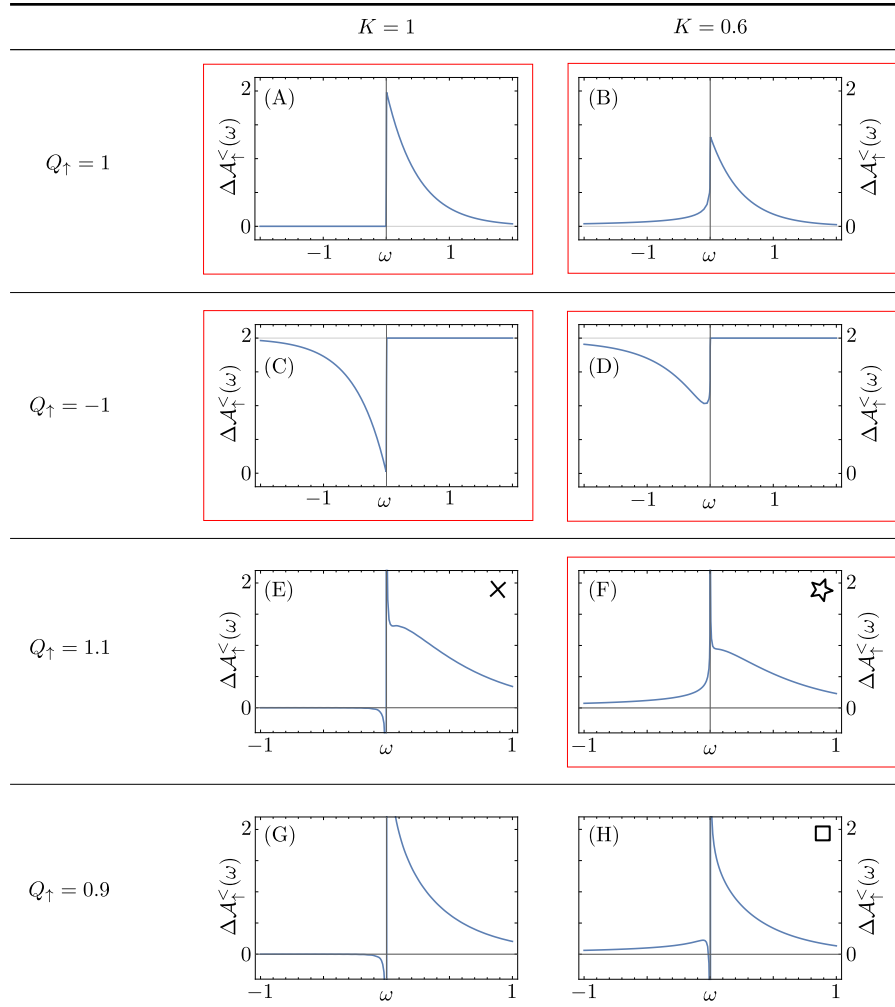 K = 1 K = 0.6
Q↑ = 1
(A) ΔA↑<(ω) 2 0 −1 ω 1
(B) ΔA↑<(ω) 2 0 −1 ω 1
Q↑ = −1
(C) ΔA↑<(ω) 2 0 −1 ω 1
(D) ΔA↑<(ω) 2 0 −1 ω 1
Q↑ = 1.1
(E) ΔA↑<(ω) 2 0 −1 ω 1
(F) ΔA↑<(ω) 2 0 −1 ω 1
Q↑ = 0.9
(G) ΔA↑<(ω) 2 0 −1 ω 1
(H) ΔA↑<(ω) 2 0 −1 ω 1